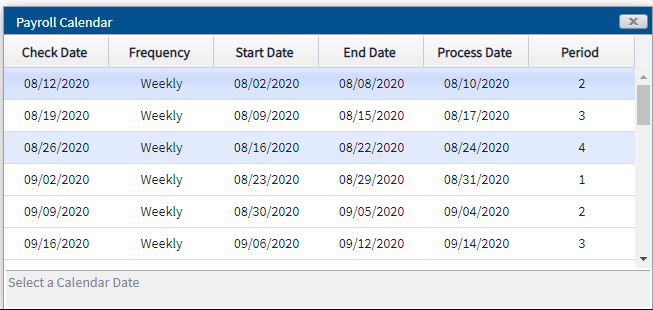 Payroll Calendar
Check Date Frequency Start Date End Date Process Date Period
08/12/2020 Weekly 08/02/2020 08/08/2020 08/10/2020 2
08/19/2020 Weekly 08/09/2020 08/15/2020 08/17/2020 3
08/26/2020 Weekly 08/16/2020 08/22/2020 08/24/2020 4
09/02/2020 Weekly 08/23/2020 08/29/2020 08/31/2020 1
09/09/2020 Weekly 08/30/2020 09/05/2020 09/04/2020 2
09/16/2020 Weekly 09/06/2020 09/12/2020 09/14/2020 3
Select a Calendar Date